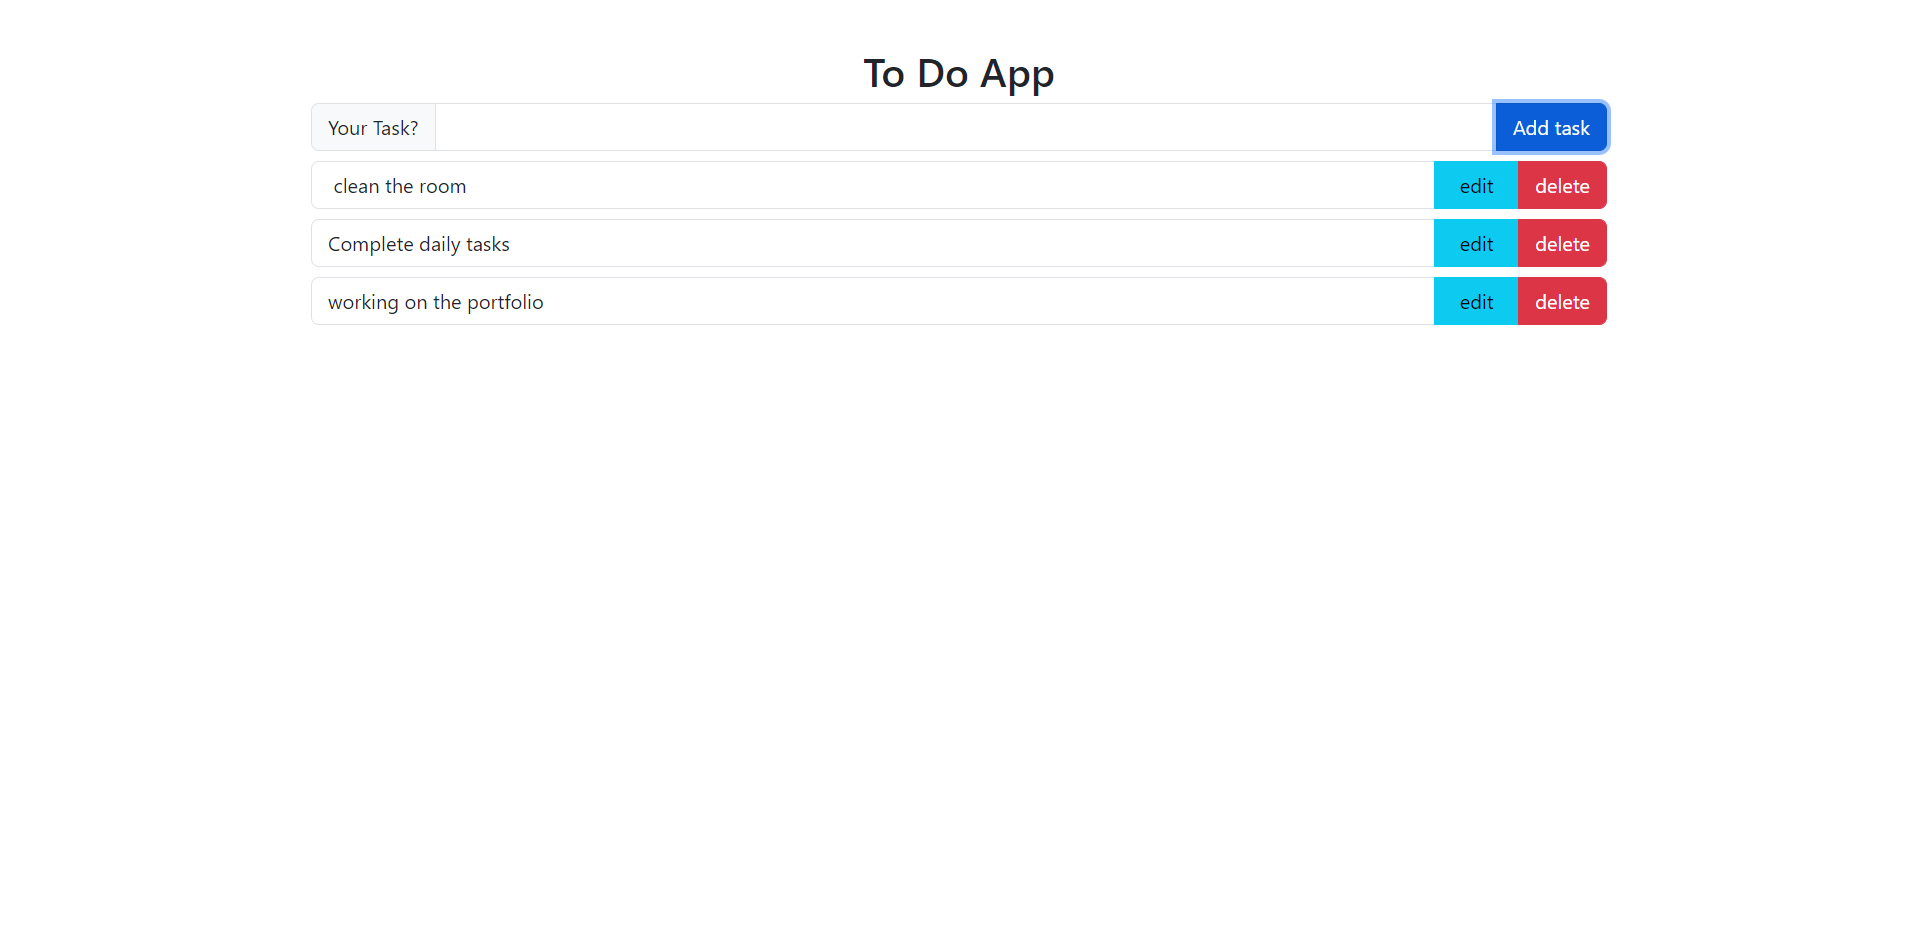 To Do App
Your Task? Add task
clean the room edit delete
Complete daily tasks edit delete
working on the portfolio edit delete